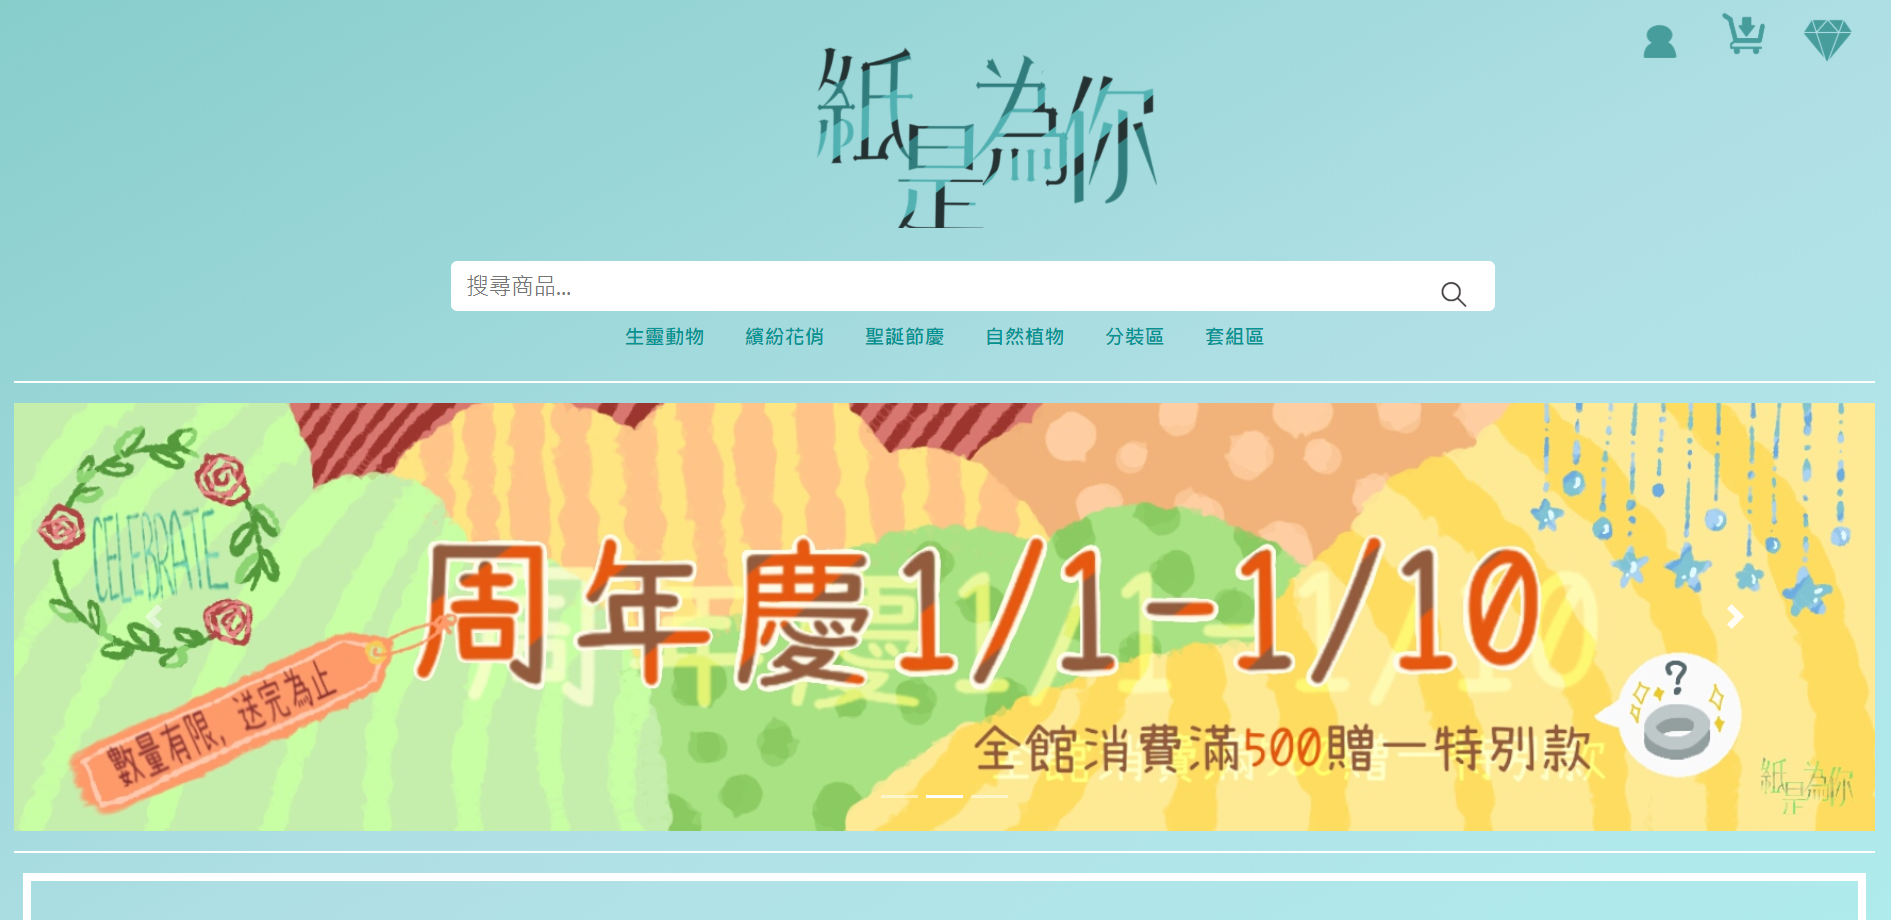 紙是為你
搜尋商品...
生靈動物 繽紛花俏 聖誕節慶 自然植物 分裝區 套組區
CELEBRATE
周年慶1/1-1/10
數量有限，送完為止
全館消費滿500贈一特別款
?
紙是為你